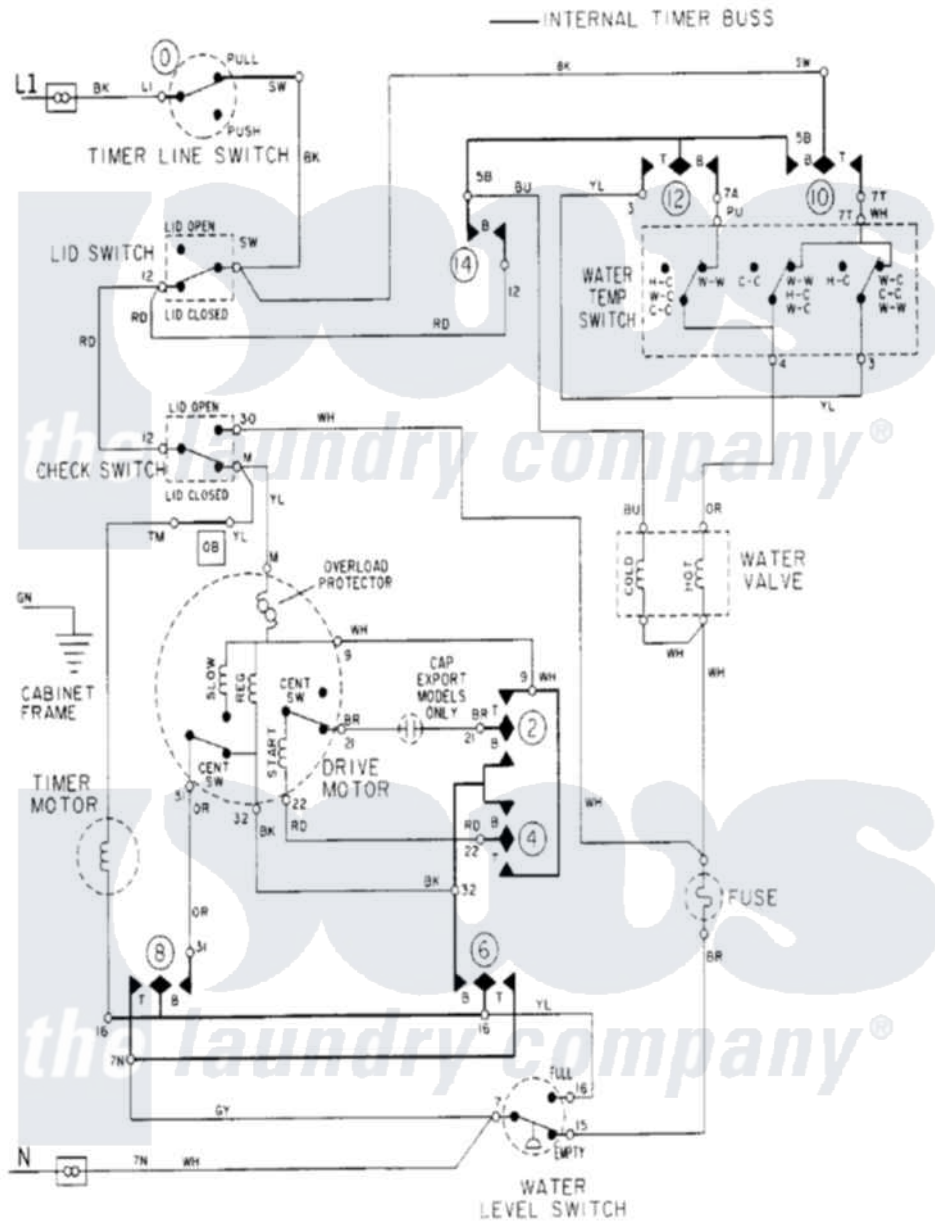 INTERNAL TIMER BUSS
0
PULL
L1
BK
L1
SW
PUSH
TIMER LINE SWITCH
BK
BK
SW
5B
5B
BU
YL
3
T
12
B
7A
PU
B
10
T
7T
7T
WH
LID OPEN
LID SWITCH
SW
12
LID CLOSED
RD
RD
RD
B
14
12
WATER
TEMP
SWITCH
H-C
W-C
C-C
W-W
C-C
W-W
H-C
W-C
H-C
W-C
C-C
W-W
4
3
YL
LID OPEN
30
WH
12
CHECK SWITCH
M
LID CLOSED
YL
TM
YL
OB
the laundry company®
BU
OR
COLD
HOT
WATER
VALVE
WH
WH
M
OVERLOAD
PROTECTOR
GN
CABINET
FRAME
SLOW
REG
WH
9
CENT
SW
CAP
EXPORT
MODELS
ONLY
9
WH
BR
21
BR
21
T
2
B
START
CENT
SW
DRIVE
MOTOR
TIMER
MOTOR
31
OR
32
BK
22
RD
RD
22
B
4
T
WH
BK
32
FUSE
BR
OR
31
8
T
B
6
B
T
16
16
YL
7N
the laundry company®
GY
FULL
16
7
15
EMPTY
N
7N
WH
WATER
LEVEL SWITCH